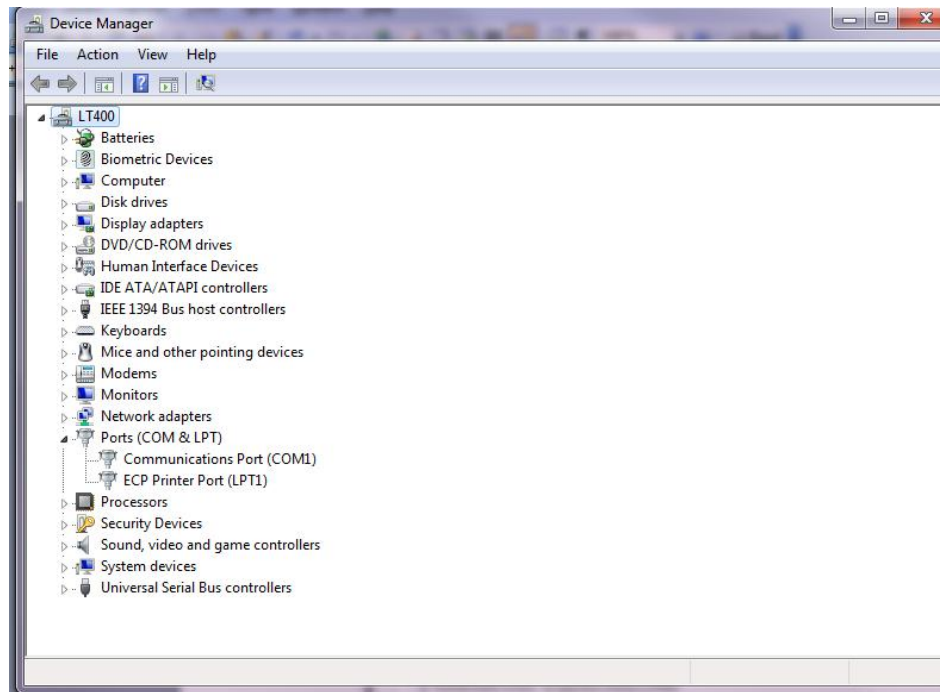 Device Manager
File Action View Help
LT400
Batteries
Biometric Devices
Computer
Disk drives
Display adapters
DVD/CD-ROM drives
Human Interface Devices
IDE ATA/ATAPI controllers
IEEE 1394 Bus host controllers
Keyboards
Mice and other pointing devices
Modems
Monitors
Network adapters
Ports (COM & LPT)
Communications Port (COM1)
ECP Printer Port (LPT1)
Processors
Security Devices
Sound, video and game controllers
System devices
Universal Serial Bus controllers